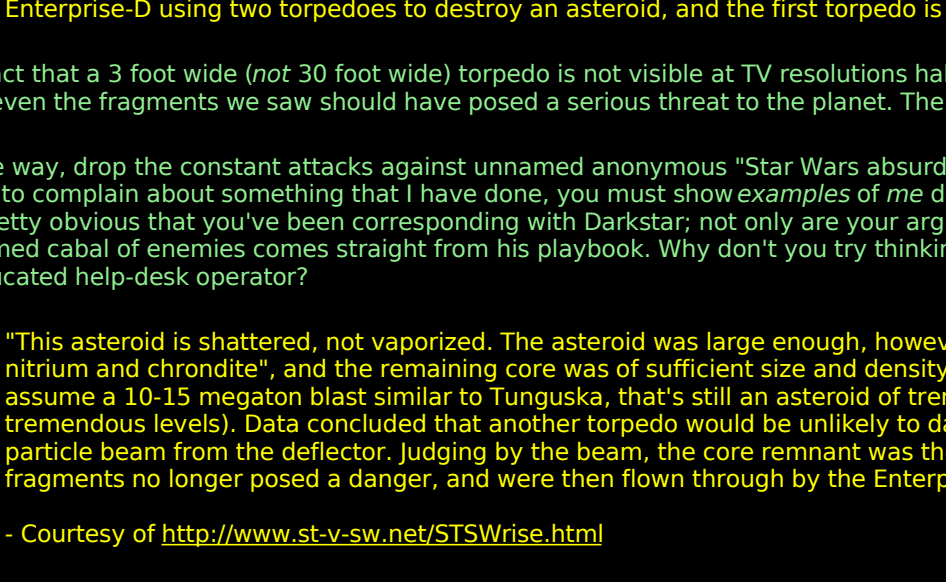 Enterprise-D using two torpedoes to destroy an asteroid, and the first torpedo is
ct that a 3 foot wide (not 30 foot wide) torpedo is not visible at TV resolutions hal
even the fragments we saw should have posed a serious threat to the planet. The
e way, drop the constant attacks against unnamed anonymous "Star Wars absurd
to complain about something that I have done, you must show examples of me d
etty obvious that you've been corresponding with Darkstar; not only are your arg
med cabal of enemies comes straight from his playbook. Why don't you try thinkin
ucated help-desk operator?
"This asteroid is shattered, not vaporized. The asteroid was large enough, howev
nitrium and chrondite", and the remaining core was of sufficient size and density
assume a 10-15 megaton blast similar to Tunguska, that's still an asteroid of trem
tremendous levels). Data concluded that another torpedo would be unlikely to da
particle beam from the deflector. Judging by the beam, the core remnant was the
fragments no longer posed a danger, and were then flown through by the Enterp
- Courtesy of http://www.st-v-sw.net/STSWrise.html